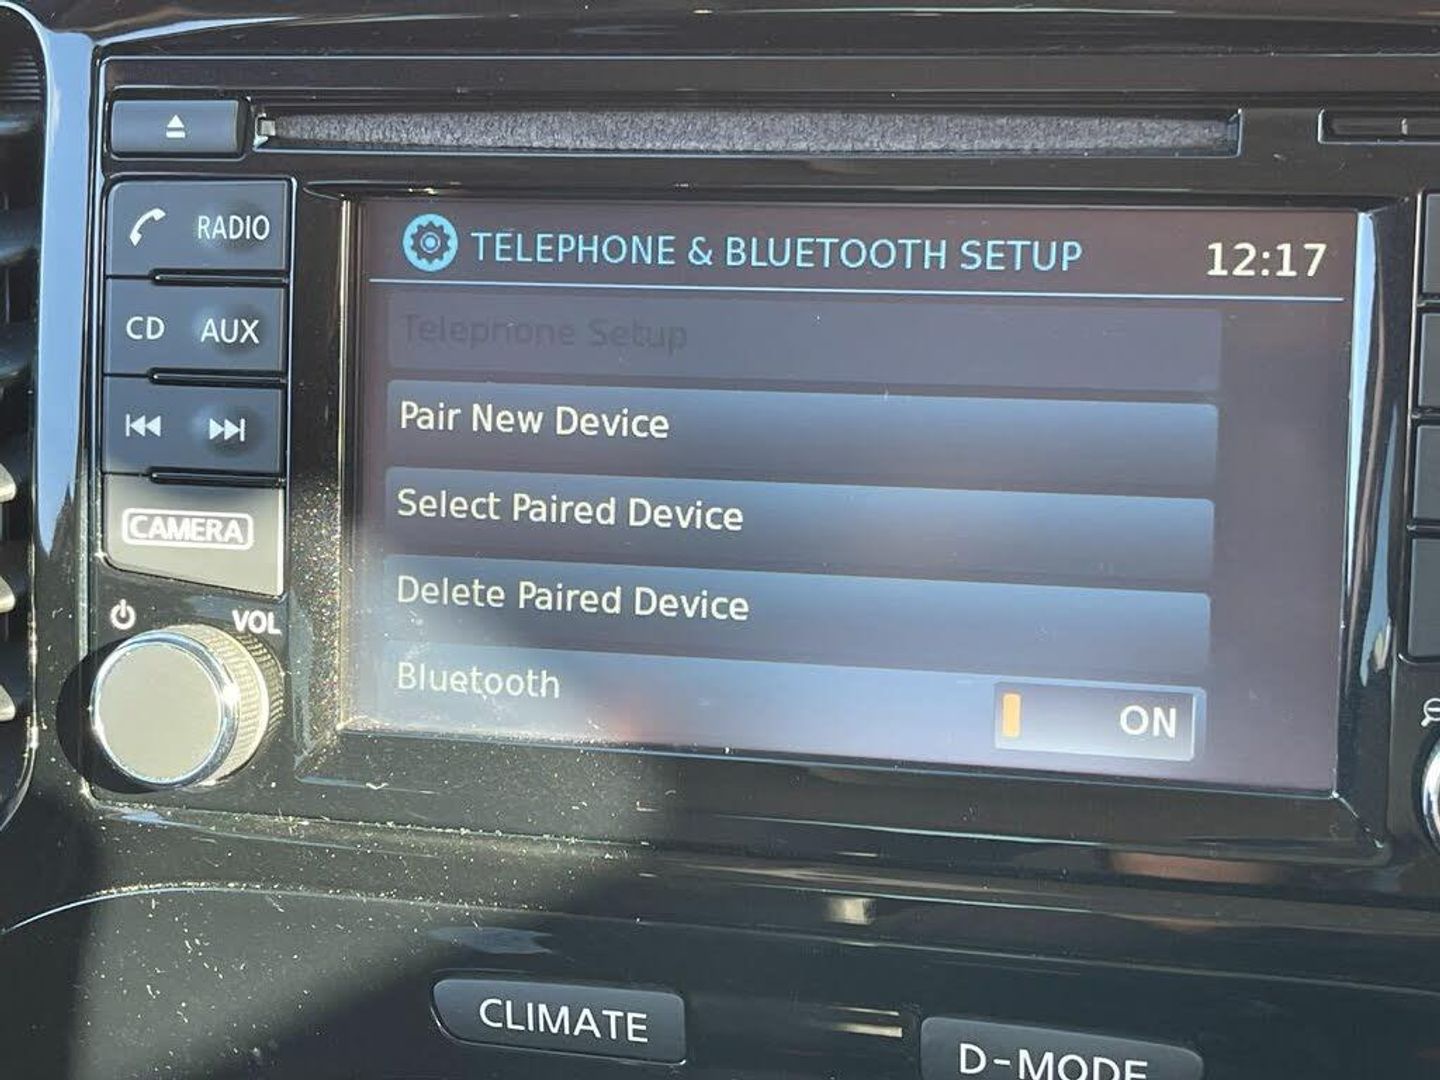 RADIO
TELEPHONE & BLUETOOTH SETUP
12:17
Telephone Setup
CD AUX
Pair New Device
Select Paired Device
CAMERA
Delete Paired Device
VOL
Bluetooth
ON
CLIMATE
D-MODE